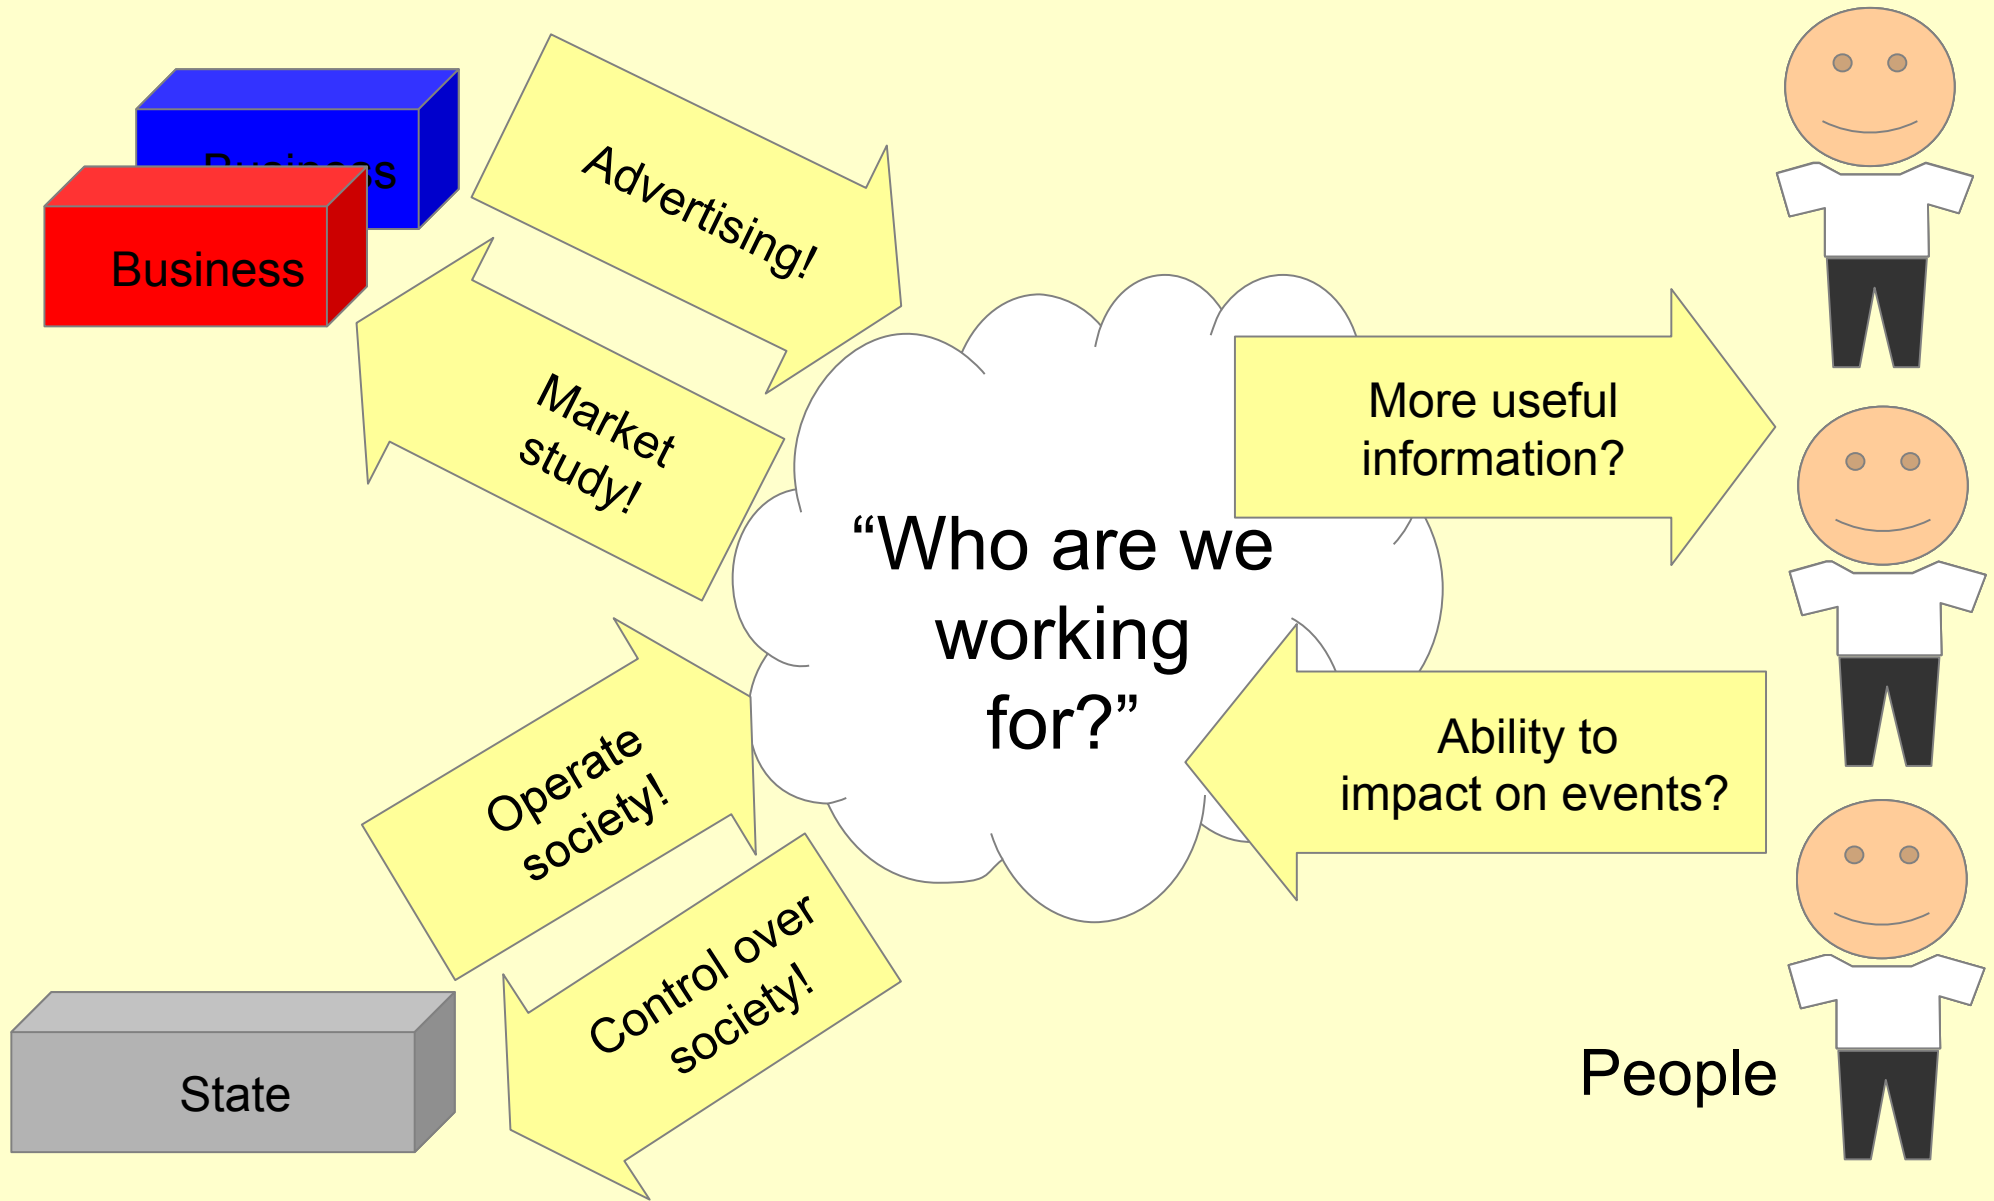 Business
Business
Advertising!
Market
study!
More useful
information?
“Who are we
working
for?”
Ability to
impact on events?
Operate
society!
Control over
society!
State
People